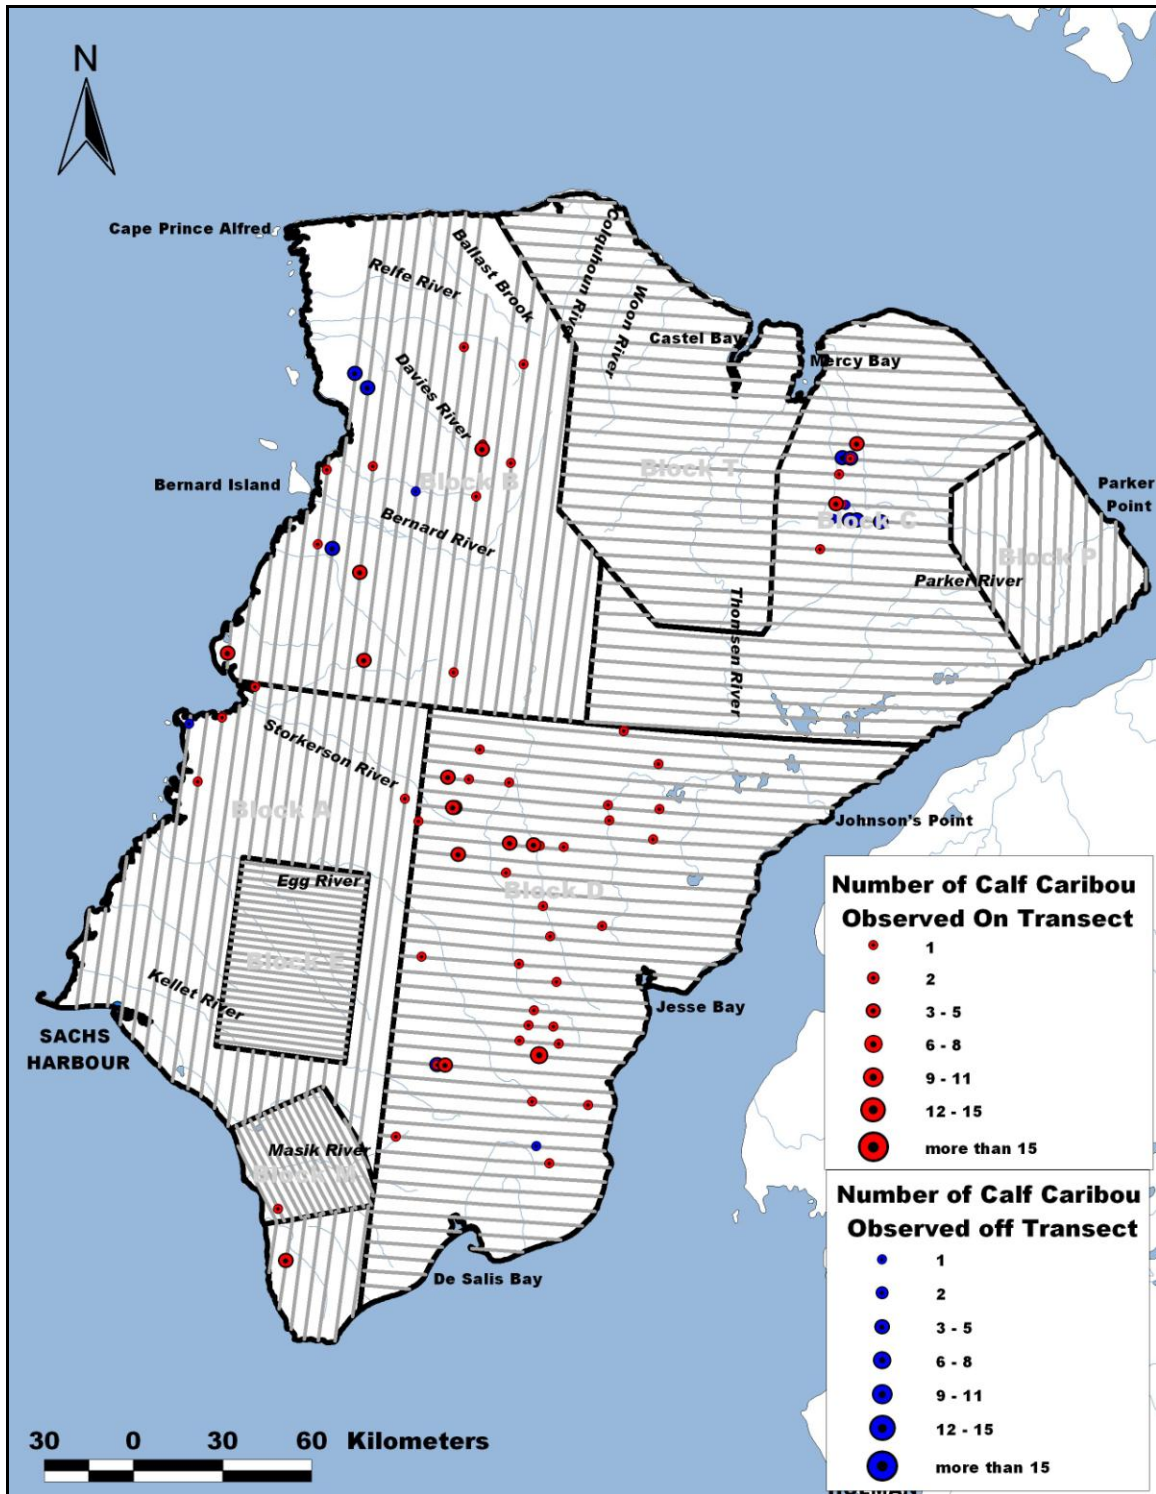 N
Cape Prince Alfred
Relfe River
Ballast Brook
Colquhoun River
Woon River
Castel Bay
Mercy Bay
Davies River
Block B
Block T
Bernard Island
Bernard River
Block C
Parker
Point
Block P
Parker River
Thomsen River
Storkerson River
Block A
Johnson's Point
Egg River
Block D
Block E
Kellet River
Jesse Bay
SACHS
HARBOUR
Masik River
Block M
De Salis Bay
Number of Calf Caribou
Observed On Transect
1
2
3 - 5
6 - 8
9 - 11
12 - 15
more than 15
Number of Calf Caribou
Observed off Transect
1
2
3 - 5
6 - 8
9 - 11
12 - 15
more than 15
30 0 30 60 Kilometers